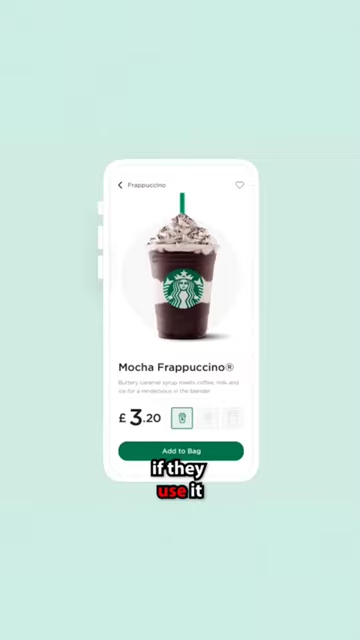 Frappuccino
Mocha Frappuccino®
Buttery caramel syrup meets coffee, milk and
ice for a rendezvous in the blender
£ 3.20
Add to Bag
if they
use it